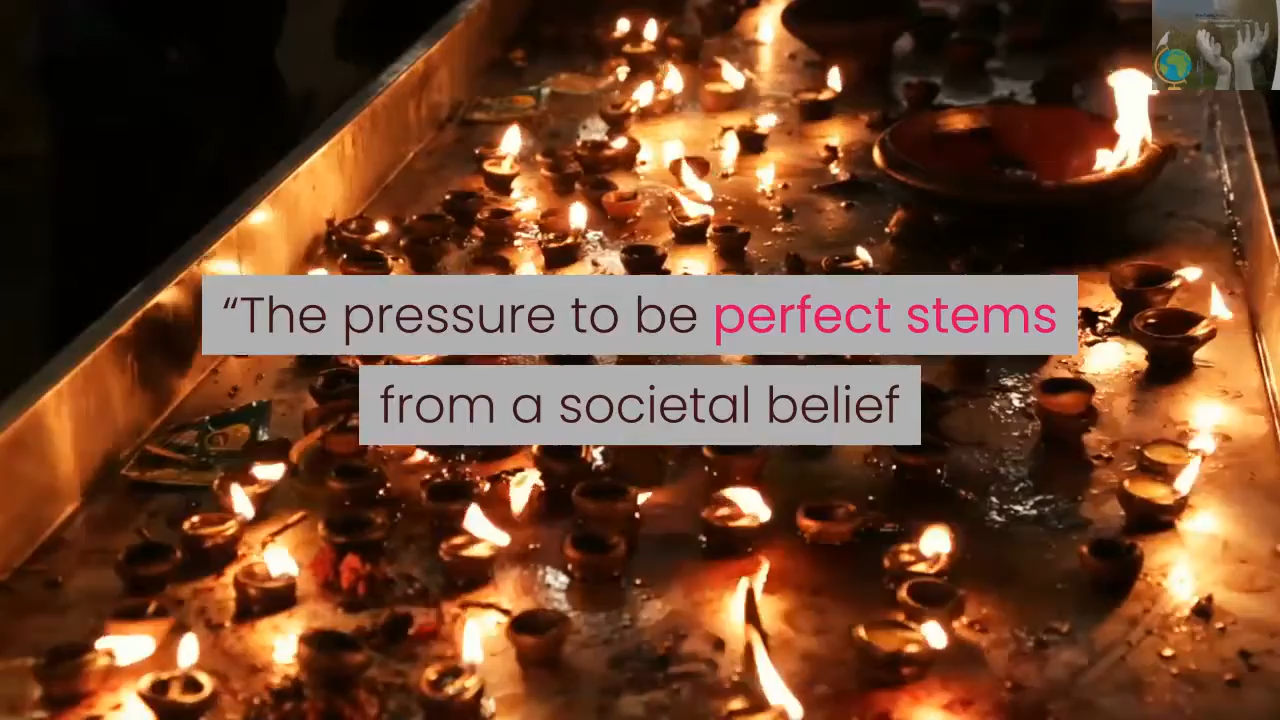 “The pressure to be perfect stems
from a societal belief